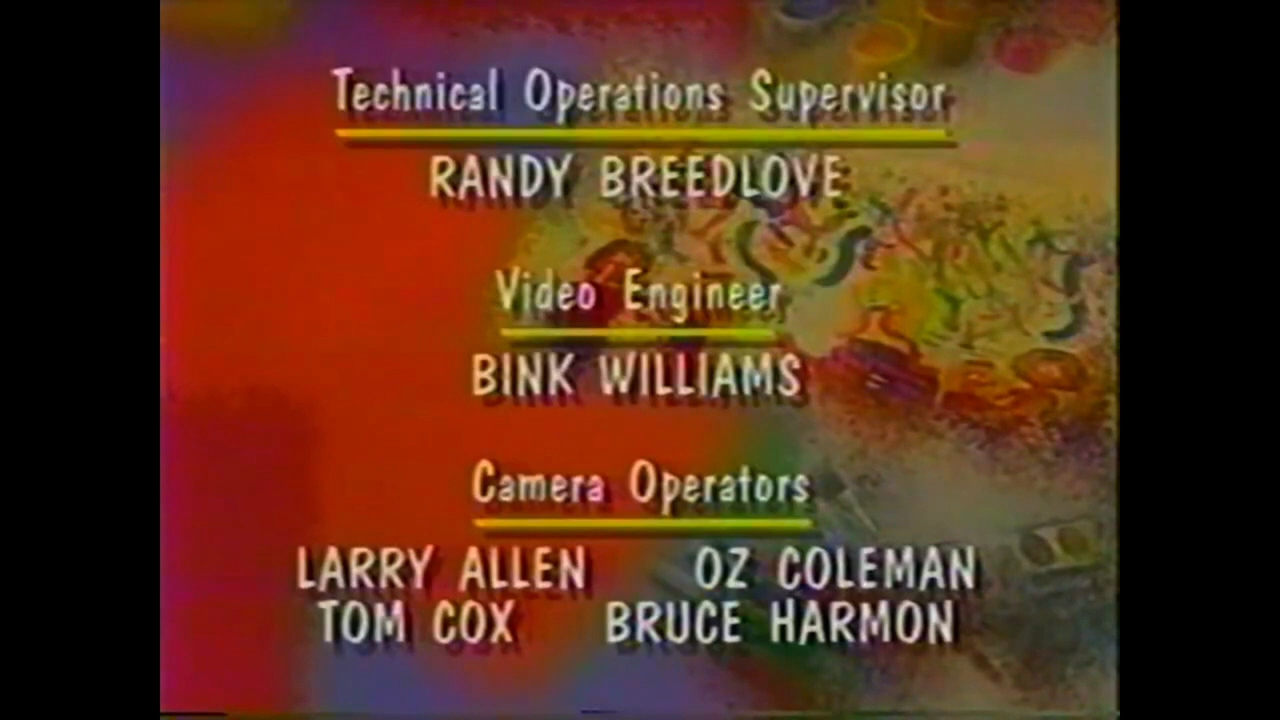 Technical Operations Supervisor
RANDY BREEDLOVE
Video Engineer
BINK WILLIAMS
Camera Operators
LARRY ALLEN OZ COLEMAN
TOM COX BRUCE HARMON